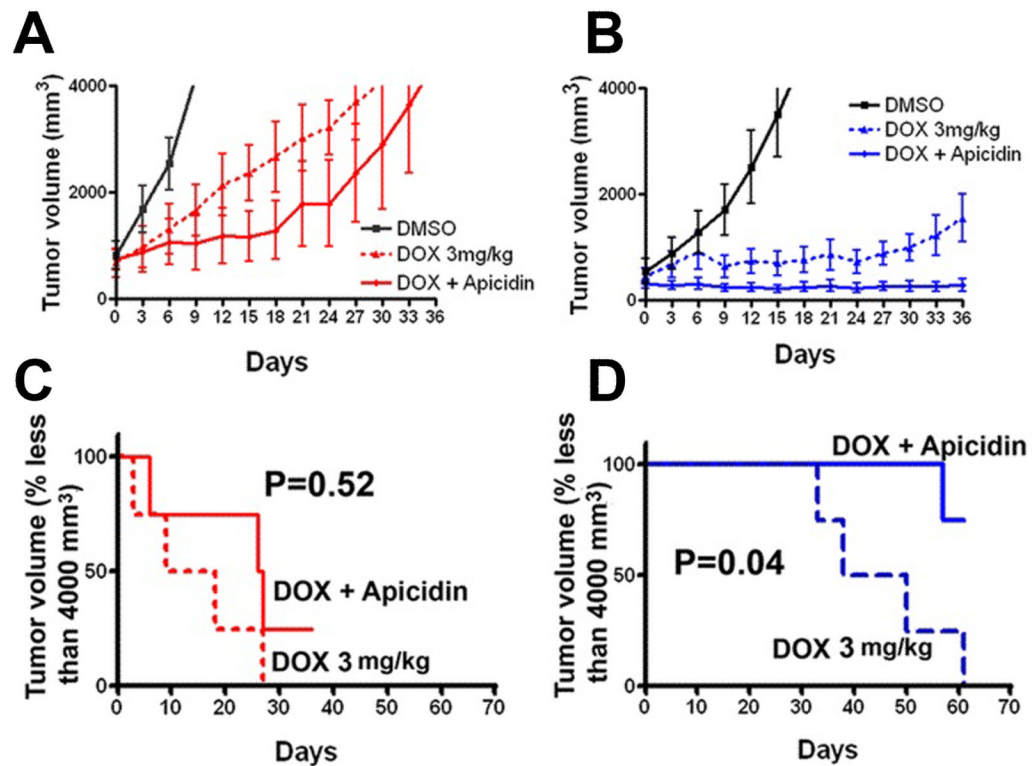 A
Tumor volume (mm3)
4000
2000
0
DMSO
DOX 3mg/kg
DOX + Apicidin
0 3 6 9 12 15 18 21 24 27 30 33 36
Days
B
Tumor volume (mm3)
4000
2000
0
DMSO
DOX 3mg/kg
DOX + Apicidin
0 3 6 9 12 15 18 21 24 27 30 33 36
Days
C
Tumor volume (% less
than 4000 mm3)
100
50
0
P=0.52
DOX + Apicidin
DOX 3 mg/kg
0 10 20 30 40 50 60 70
Days
D
Tumor volume (% less
than 4000 mm3)
100
50
0
DOX + Apicidin
P=0.04
DOX 3 mg/kg
0 10 20 30 40 50 60 70
Days